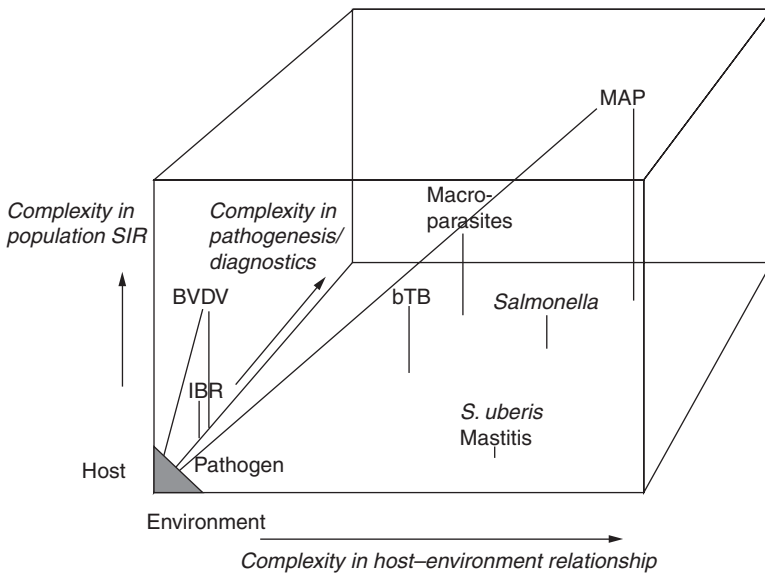 MAP
Macro-
parasites
Complexity in
population SIR
Complexity in
pathogenesis/
diagnostics
BVDV
bTB
Salmonella
IBR
S. uberis
Mastitis
Host
Pathogen
Environment
Complexity in host–environment relationship